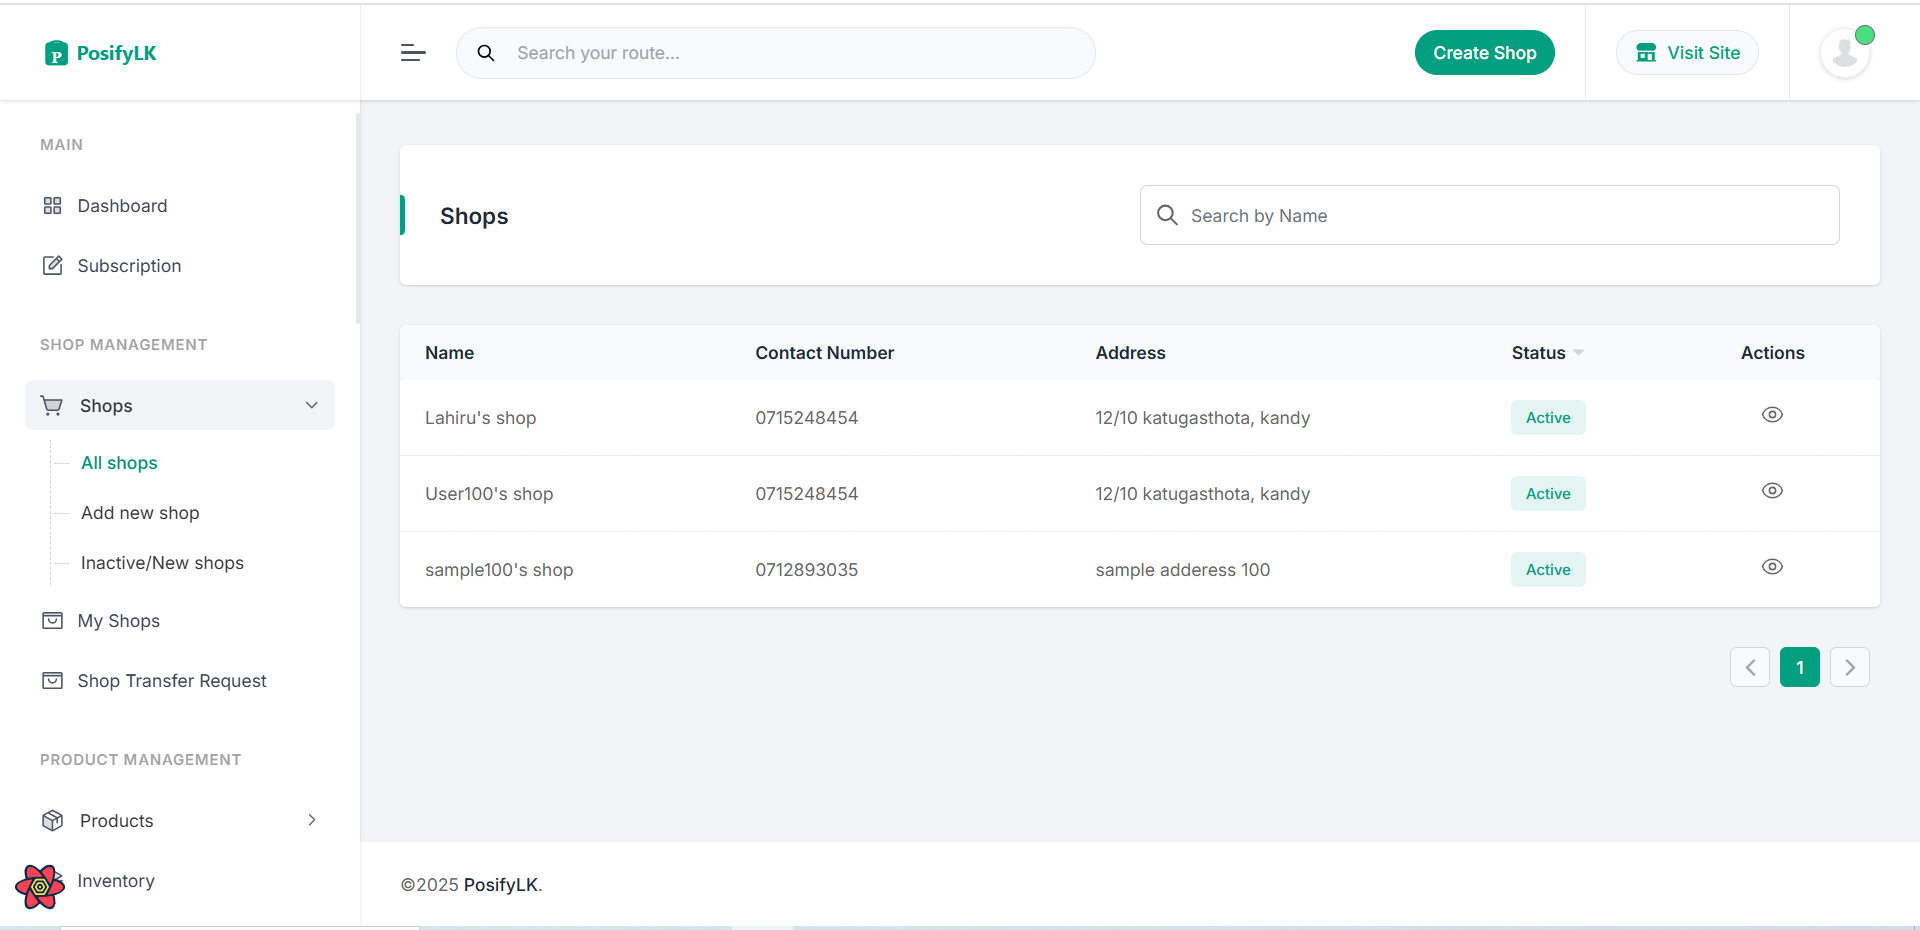 P PosifyLK
Search your route...
Create Shop
Visit Site
MAIN
Dashboard
Subscription
SHOP MANAGEMENT
Shops
All shops
Add new shop
Inactive/New shops
My Shops
Shop Transfer Request
PRODUCT MANAGEMENT
Products
Inventory
Shops
Search by Name
Name Contact Number Address Status Actions
Lahiru's shop 0715248454 12/10 katugasthota, kandy Active
User100's shop 0715248454 12/10 katugasthota, kandy Active
sample100's shop 0712893035 sample adderess 100 Active
1
©2025 PosifyLK.